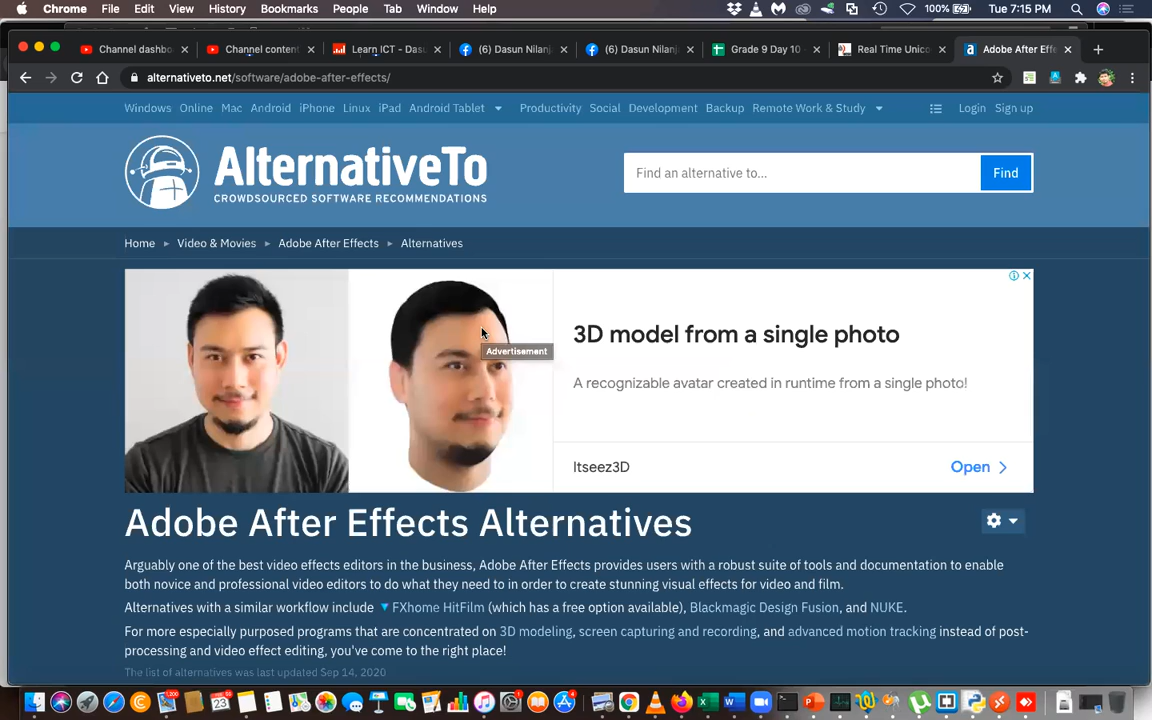 Chrome File Edit View History Bookmarks People Tab Window Help 100% Tue 7:15 PM
Channel dashbo Channel content Learn ICT - Das (6) Dasun Nilanj (6) Dasun Nilanj Grade 9 Day 10 - Real Time Unico Adobe After Effe
alternativeto.net/software/adobe-after-effects/
Windows Online Mac Android iPhone Linux iPad Android Tablet Productivity Social Development Backup Remote Work & Study Login Sign up
AlternativeTo
CROWDSOURCED SOFTWARE RECOMMENDATIONS
Find an alternative to... Find
Home Video & Movies Adobe After Effects Alternatives
Advertisement
3D model from a single photo
A recognizable avatar created in runtime from a single photo!
Itseez3D Open
Adobe After Effects Alternatives
Arguably one of the best video effects editors in the business, Adobe After Effects provides users with a robust suite of tools and documentation to enable
both novice and professional video editors to do what they need to in order to create stunning visual effects for video and film.
Alternatives with a similar workflow include FXhome HitFilm (which has a free option available), Blackmagic Design Fusion, and NUKE.
For more especially purposed programs that are concentrated on 3D modeling, screen capturing and recording, and advanced motion tracking instead of post-
processing and video effect editing, you've come to the right place!
The list of alternatives was last updated Sep 14, 2020